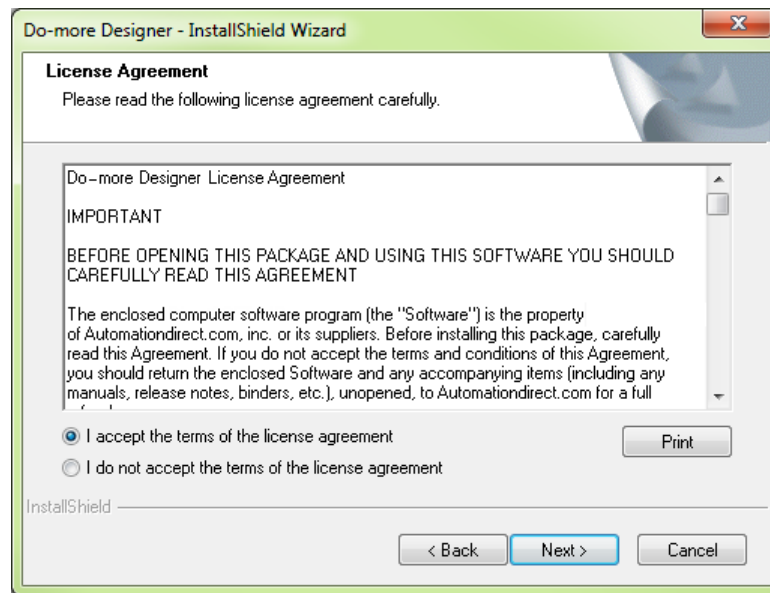 Do-more Designer - InstallShield Wizard
License Agreement
Please read the following license agreement carefully.
Do-more Designer License Agreement
IMPORTANT
BEFORE OPENING THIS PACKAGE AND USING THIS SOFTWARE YOU SHOULD
CAREFULLY READ THIS AGREEMENT
The enclosed computer software program (the "Software") is the property
of Automationdirect.com, inc. or its suppliers. Before installing this package, carefully
read this Agreement. If you do not accept the terms and conditions of this Agreement,
you should return the enclosed Software and any accompanying items (including any
manuals, release notes, binders, etc.), unopened, to Automationdirect.com for a full
I accept the terms of the license agreement
Print
I do not accept the terms of the license agreement
InstallShield
< Back
Next >
Cancel